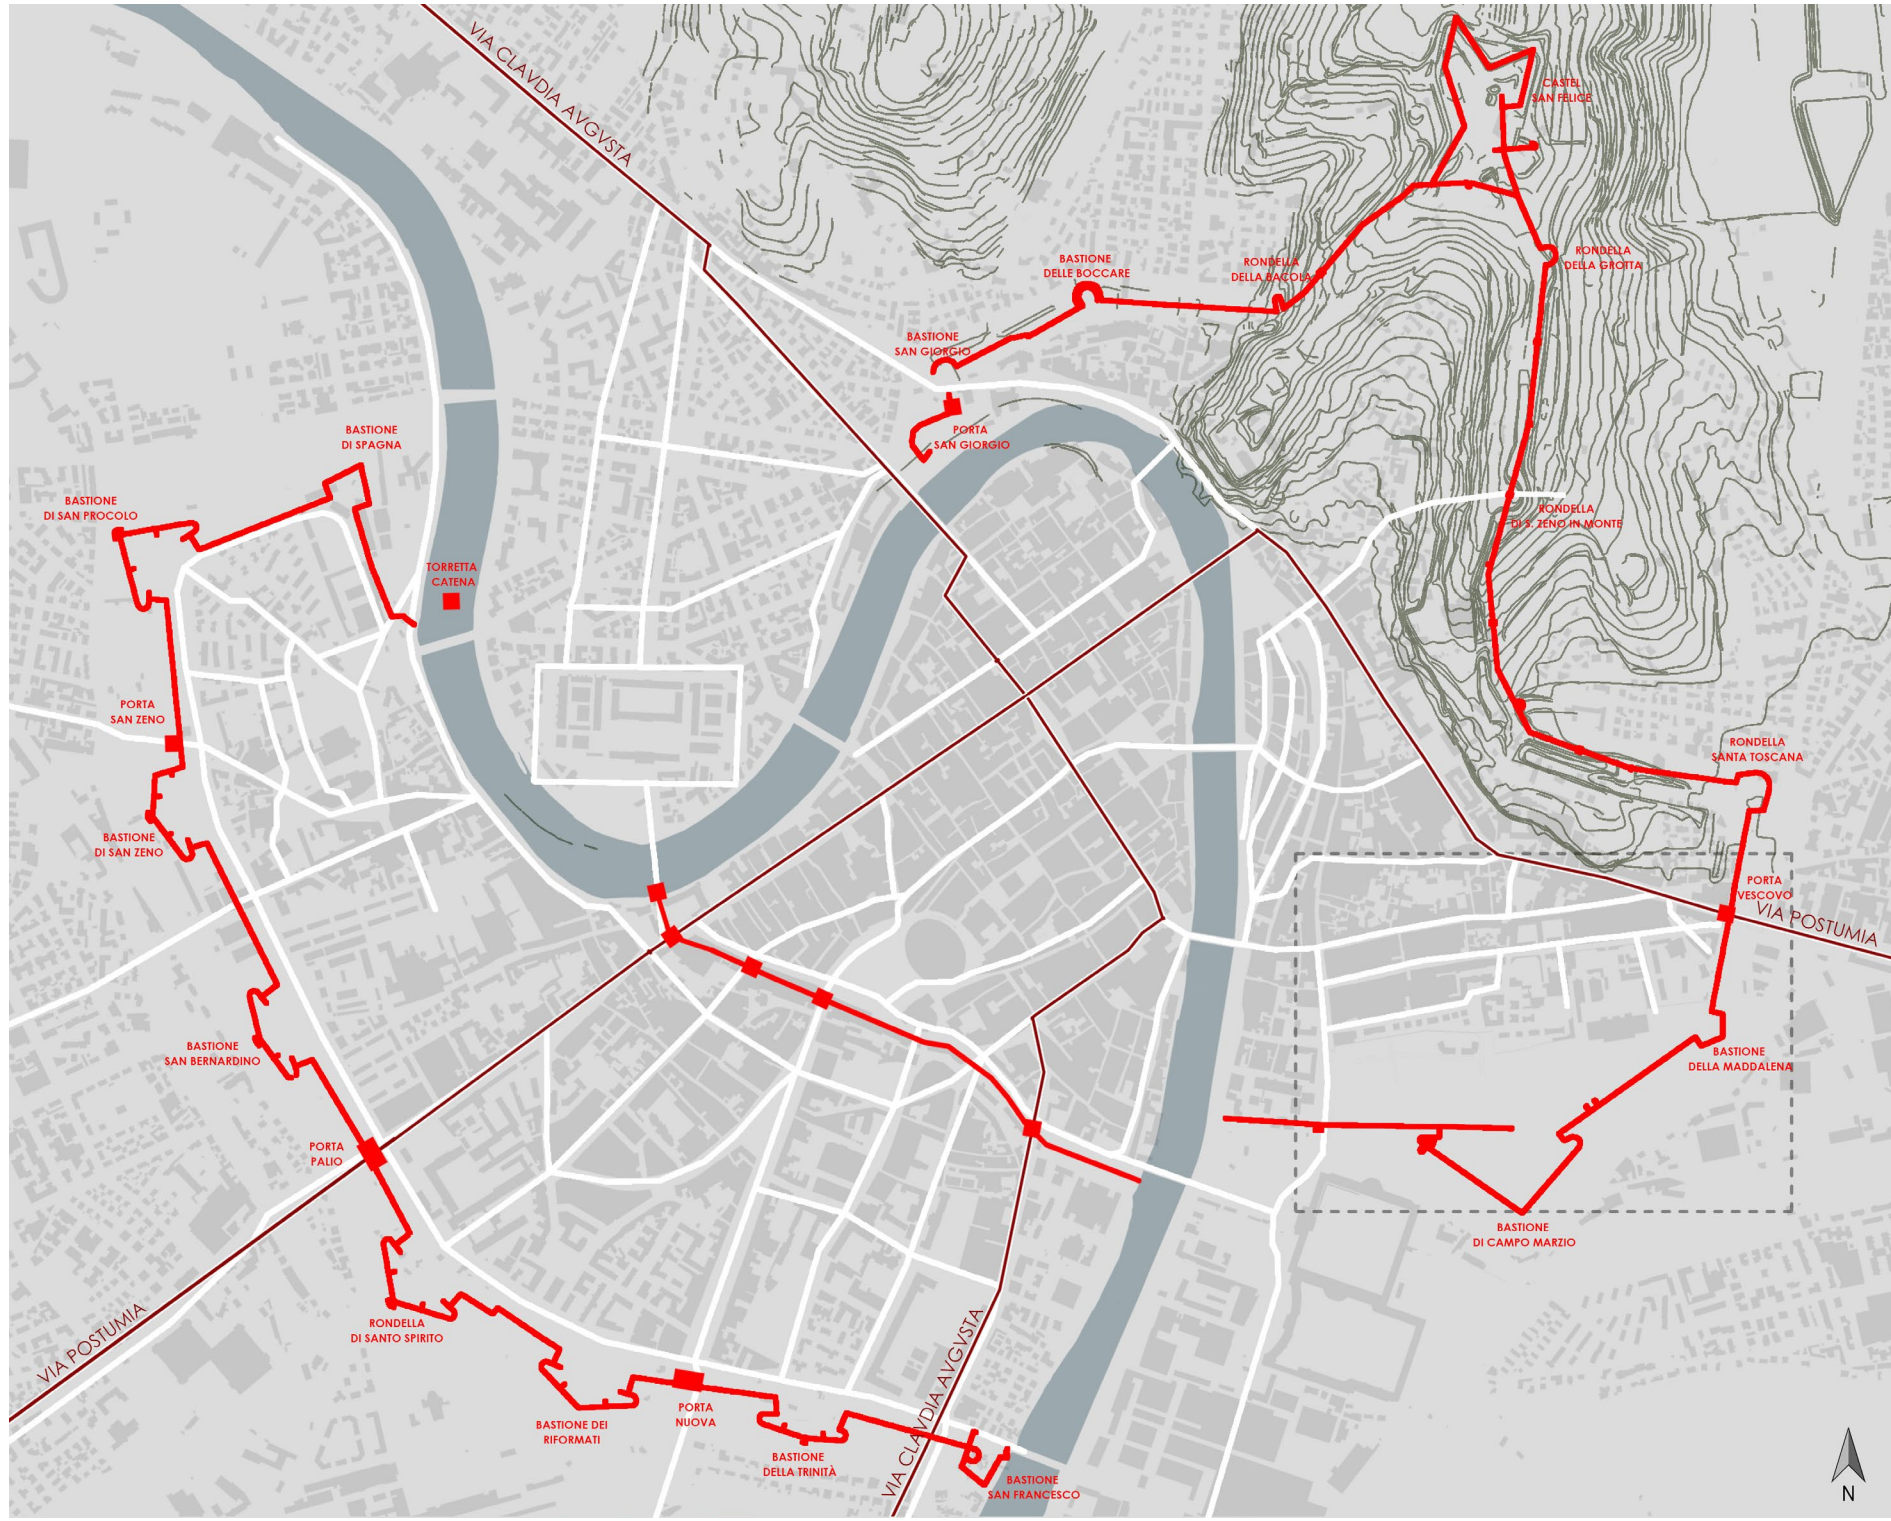 VIA CLAVDIA AVGVSTA
CASTEL
SAN FELICE
BASTIONE
DELLE BOCCARE
RONDELLA
DELLA BACOLA
RONDELLA
DELLA GROTTA
BASTIONE
SAN GIORGIO
PORTA
SAN GIORGIO
BASTIONE
DI SPAGNA
BASTIONE
DI SAN PROCOLO
RONDELLA
DI S. ZENO IN MONTE
TORRETTA
CATENA
PORTA
SAN ZENO
RONDELLA
SANTA TOSCANA
BASTIONE
DI SAN ZENO
PORTA
VESCOVO
VIA POSTUMIA
BASTIONE
SAN BERNARDINO
BASTIONE
DELLA MADDALENA
PORTA
PALIO
BASTIONE
DI CAMPO MARZIO
VIA POSTUMIA
RONDELLA
DI SANTO SPIRITO
VIA CLAVDIA AVGVSTA
BASTIONE DEI
RIFORMATI
PORTA
NUOVA
BASTIONE
DELLA TRINITÀ
BASTIONE
SAN FRANCESCO
N